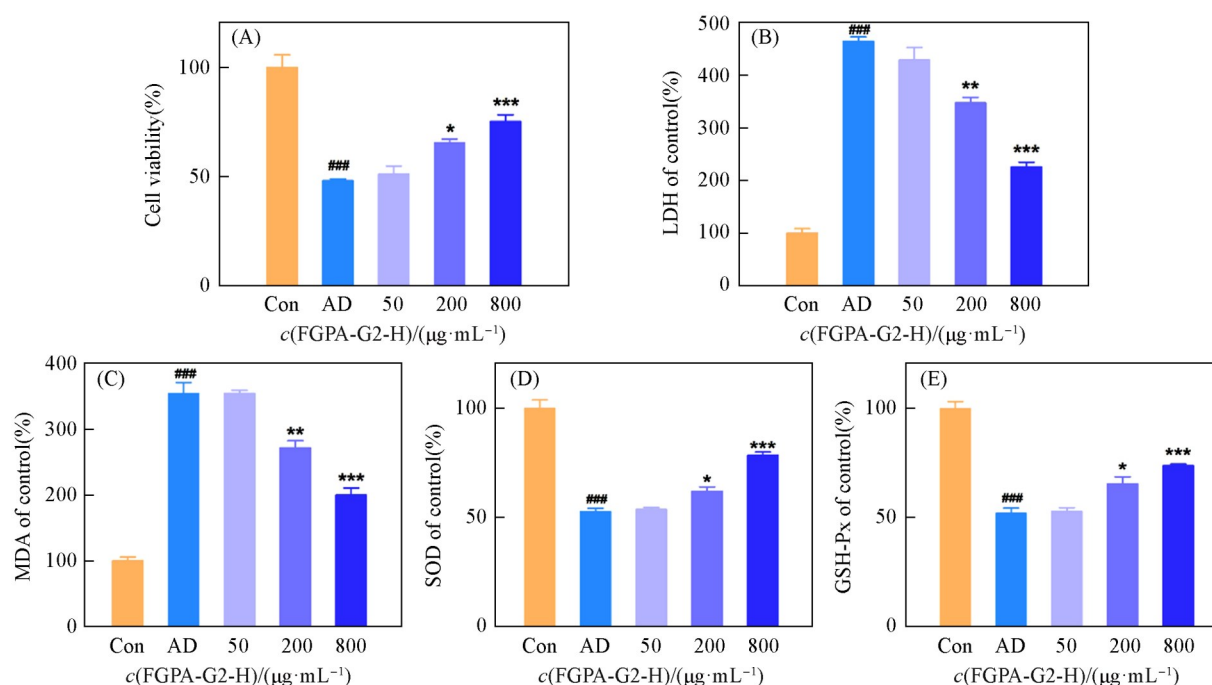 (A)
Cell viability(%)
100
50
0
###
*
***
Con AD 50 200 800
c(FGPA-G2-H)/(μg·mL⁻¹)
(B)
LDH of control(%)
500
400
300
200
100
0
###
**
***
Con AD 50 200 800
c(FGPA-G2-H)/(μg·mL⁻¹)
(C)
MDA of control(%)
400
300
200
100
0
###
**
***
Con AD 50 200 800
c(FGPA-G2-H)/(μg·mL⁻¹)
(D)
SOD of control(%)
100
50
0
###
*
***
Con AD 50 200 800
c(FGPA-G2-H)/(μg·mL⁻¹)
(E)
GSH-Px of control(%)
100
50
0
###
*
***
Con AD 50 200 800
c(FGPA-G2-H)/(μg·mL⁻¹)